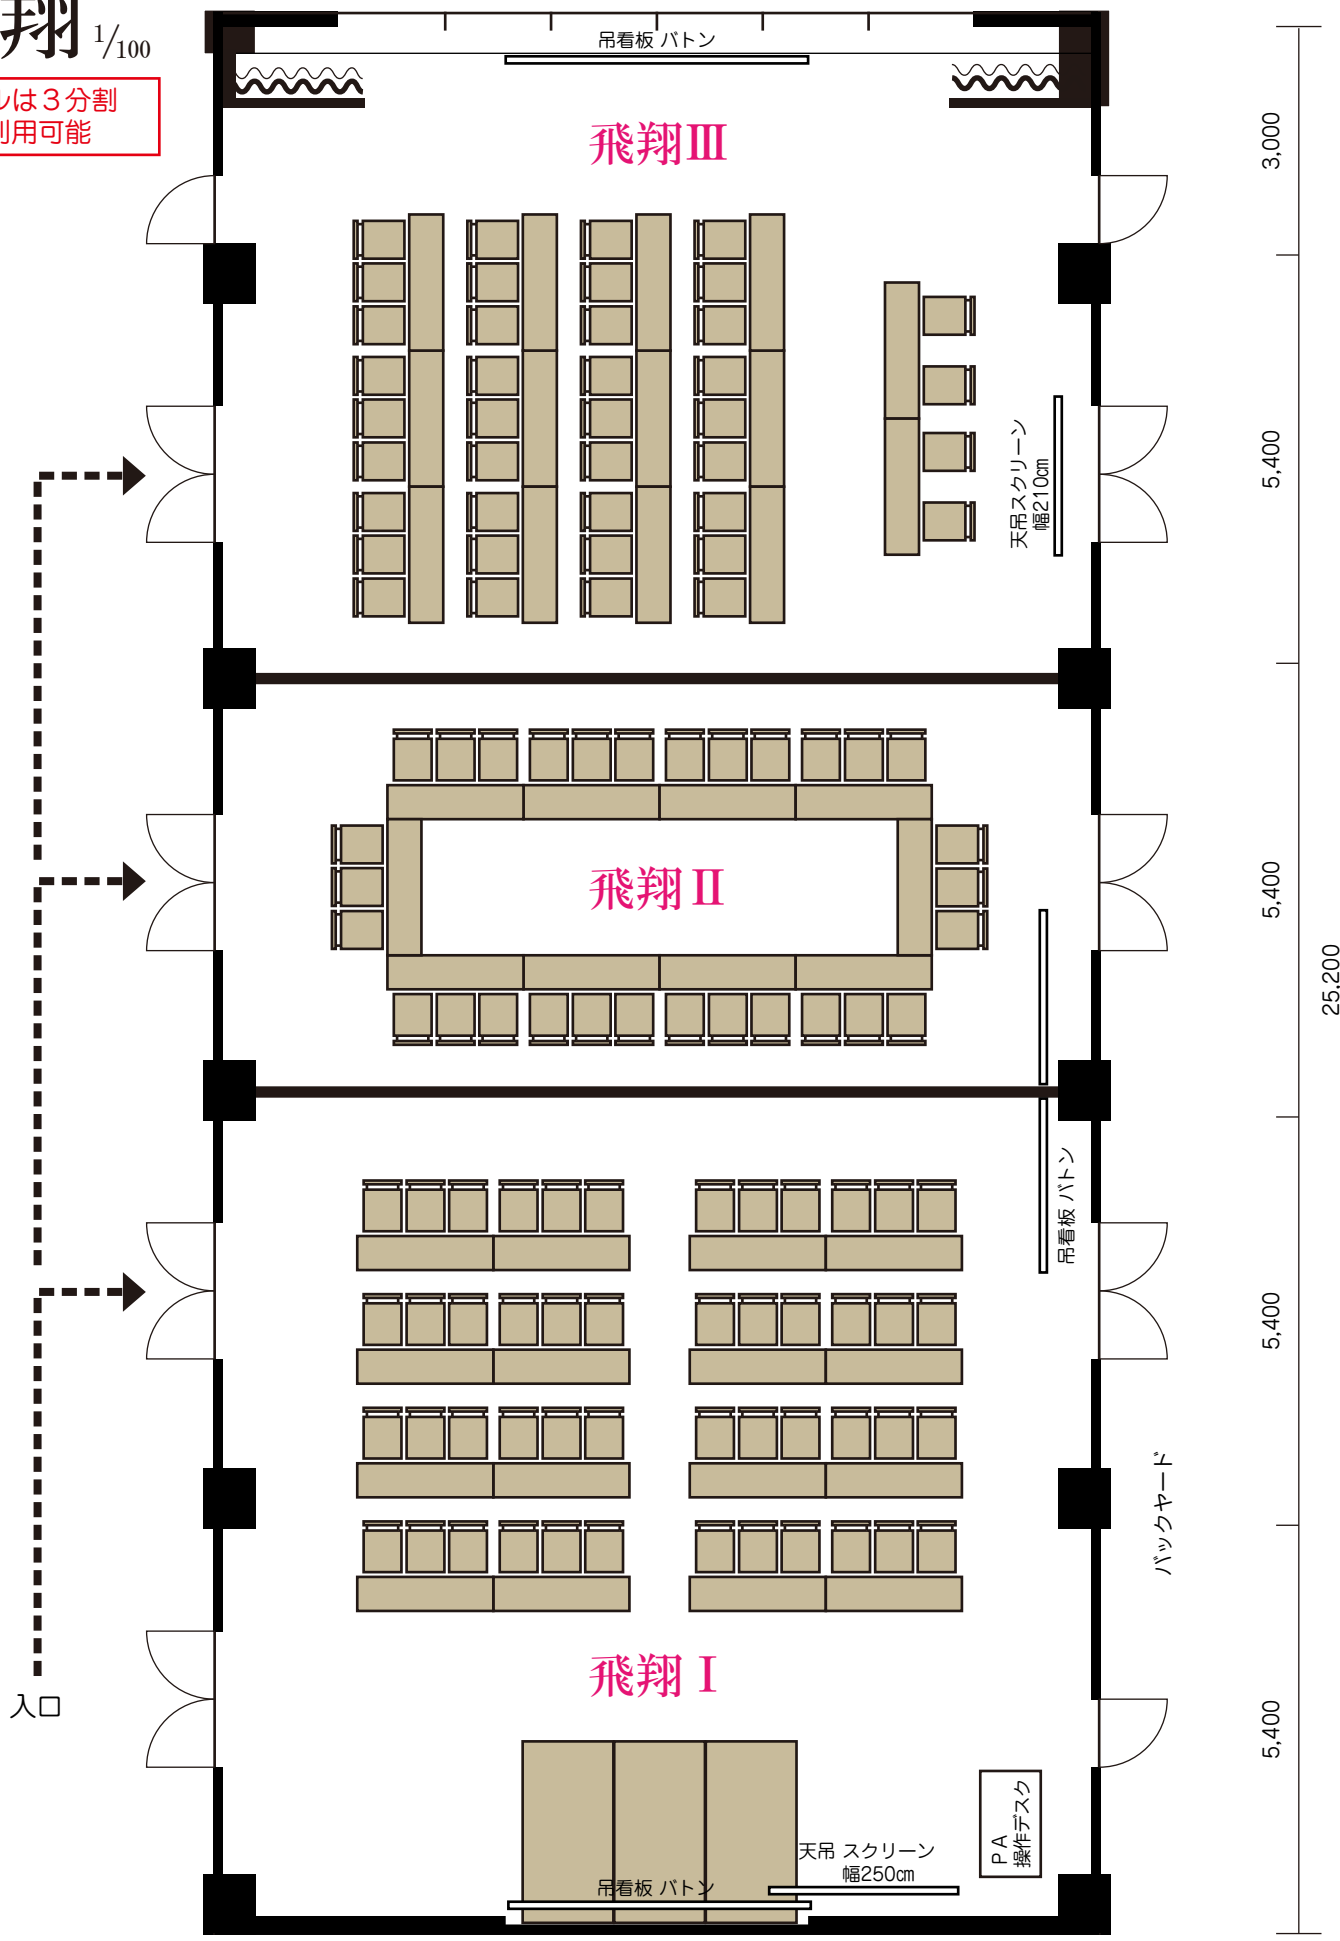 翔 1/100
ルは３分割
利用可能
吊看板 バトン
飛翔Ⅲ
3,000
天吊スクリーン
幅210cm
5,400
飛翔Ⅱ
5,400
25.200
吊看板 バトン
5,400
バックヤード
飛翔Ⅰ
入口
5,400
ＰＡ
操作デスク
天吊 スクリーン
幅250cm
吊看板 バトン